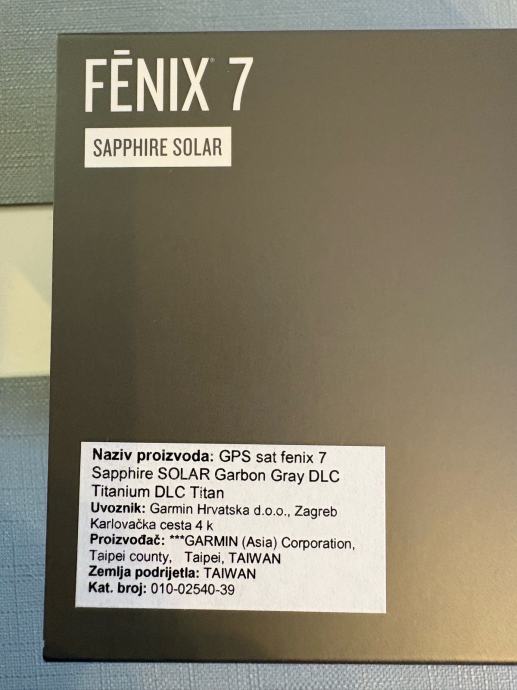 FĒNIX® 7
SAPPHIRE SOLAR
Naziv proizvoda: GPS sat fenix 7
Sapphire SOLAR Garbon Gray DLC
Titanium DLC Titan
Uvoznik: Garmin Hrvatska d.o.o., Zagreb
Karlovačka cesta 4 k
Proizvođač: ***GARMIN (Asia) Corporation,
Taipei county, Taipei, TAIWAN
Zemlja podrijetla: TAIWAN
Kat. broj: 010-02540-39